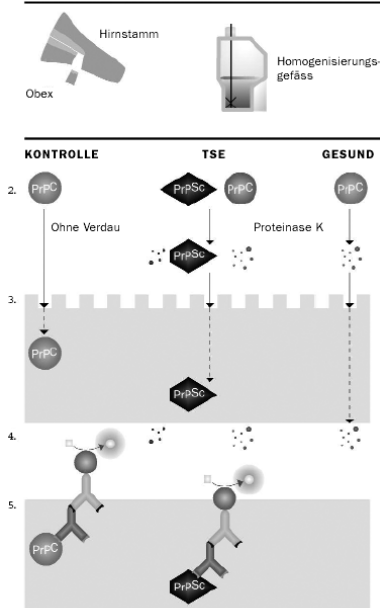 Hirnstamm
Obex
Homogenisierungs-
gefäss
KONTROLLE TSE GESUND
2. PrPC PrPSc PrPC PrPC
Ohne Verdau Proteinase K
PrPSc
3.
PrPC
PrPSc
4.
5.
PrPC
PrPSc